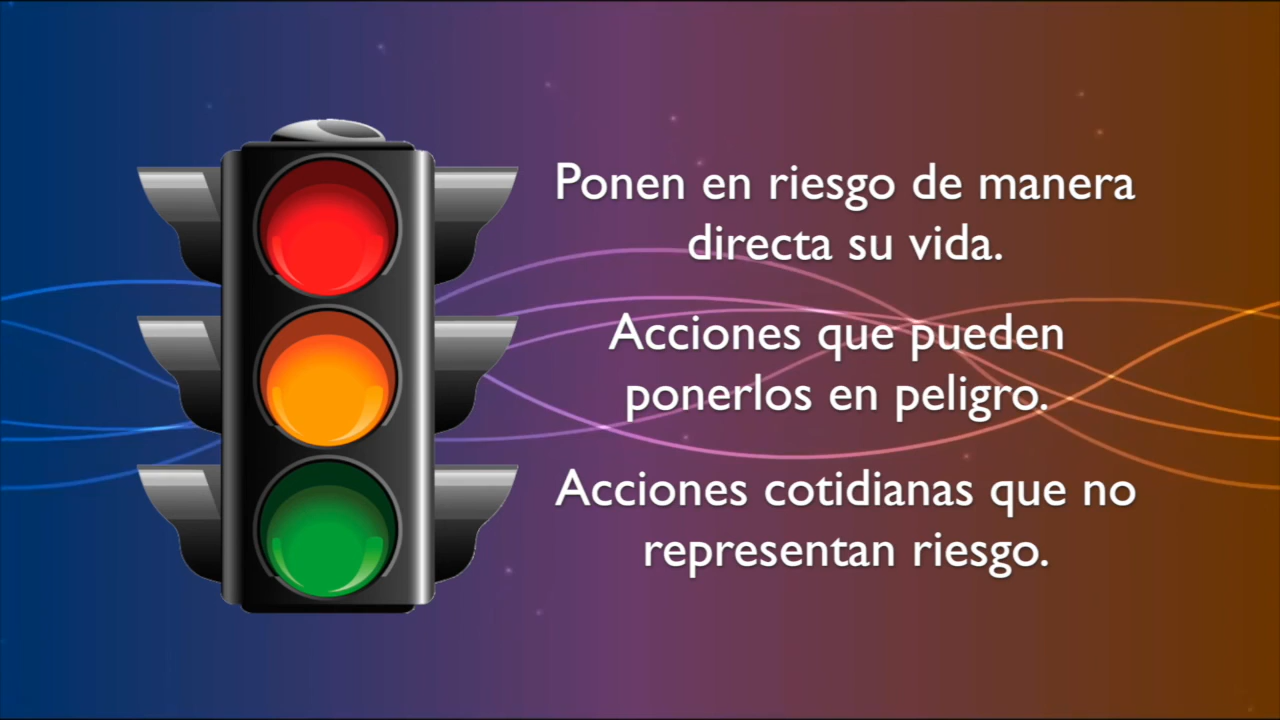 Ponen en riesgo de manera
directa su vida.
Acciones que pueden
ponerlos en peligro.
Acciones cotidianas que no
representan riesgo.